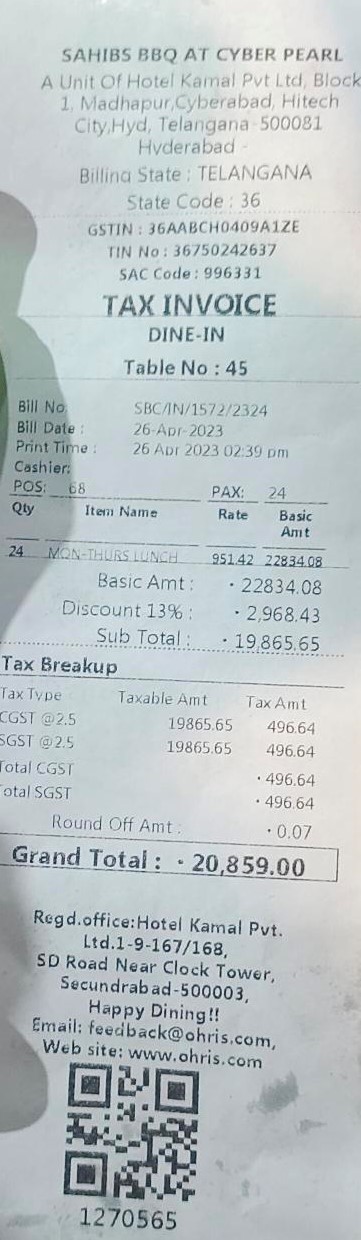 SAHIBS BBQ AT CYBER PEARL
A Unit Of Hotel Kamal Pvt Ltd, Block
1, Madhapur,Cyberabad, Hitech
City,Hyd, Telangana-500081
Hyderabad -
Billing State : TELANGANA
State Code : 36
GSTIN : 36AABCH0409A1ZE
TIN No : 36750242637
SAC Code : 996331
TAX INVOICE
DINE-IN
Table No : 45
Bill No: SBC/IN/1572/2324
Bill Date : 26-Apr-2023
Print Time : 26 Apr 2023 02:39 pm
Cashier:
POS: 68 PAX: 24
Qty Item Name Rate Basic
Amt
24 MON-THURS LUNCH 951.42 22834.08
Basic Amt : 22834.08
Discount 13% : 2,968.43
Sub Total : 19,865.65
Tax Breakup
Tax Type Taxable Amt Tax Amt
CGST @2.5 19865.65 496.64
SGST @2.5 19865.65 496.64
Total CGST 496.64
Total SGST 496.64
Round Off Amt : 0.07
Grand Total : 20,859.00
Regd.office:Hotel Kamal Pvt.
Ltd.1-9-167/168,
SD Road Near Clock Tower,
Secundrabad-500003,
Happy Dining!!
Email: feedback@ohris.com,
Web site: www.ohris.com
1270565